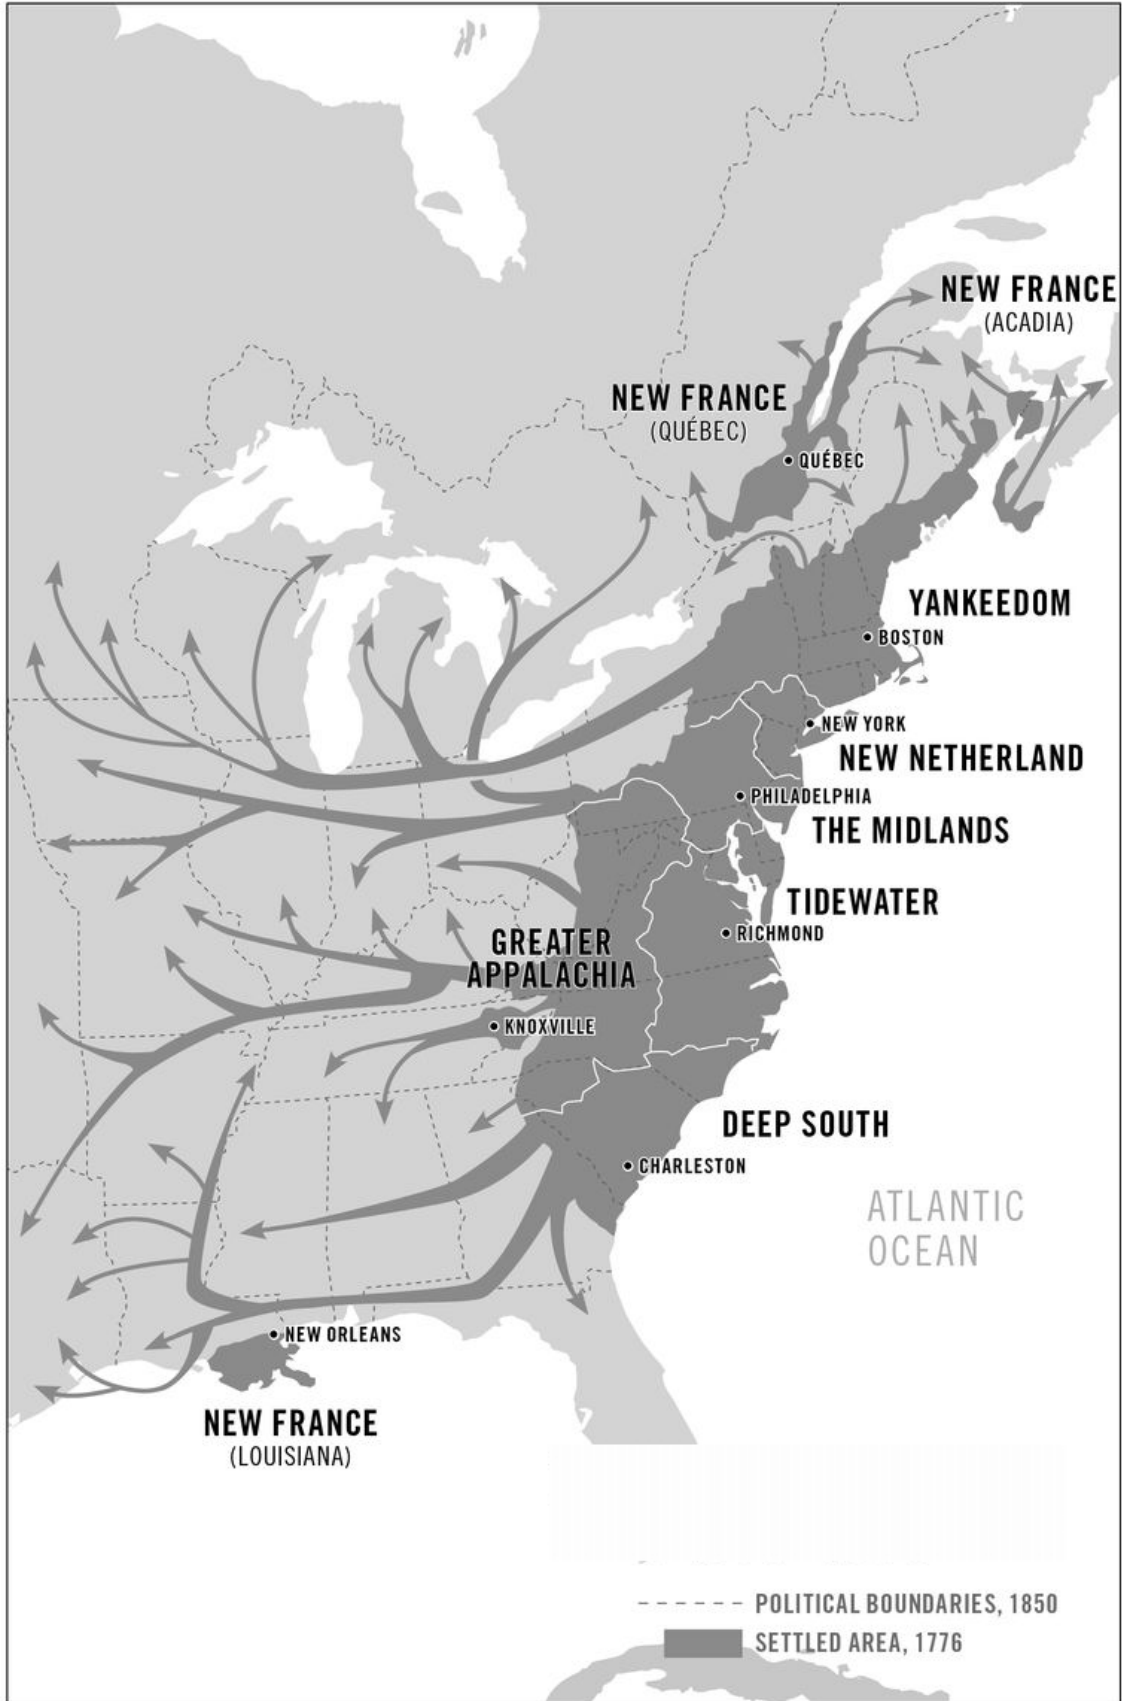 NEW FRANCE
(ACADIA)
NEW FRANCE
(QUÉBEC)
QUÉBEC
YANKEEDOM
BOSTON
NEW YORK
NEW NETHERLAND
PHILADELPHIA
THE MIDLANDS
TIDEWATER
RICHMOND
GREATER
APPALACHIA
KNOXVILLE
DEEP SOUTH
CHARLESTON
ATLANTIC
OCEAN
NEW ORLEANS
NEW FRANCE
(LOUISIANA)
POLITICAL BOUNDARIES, 1850
SETTLED AREA, 1776